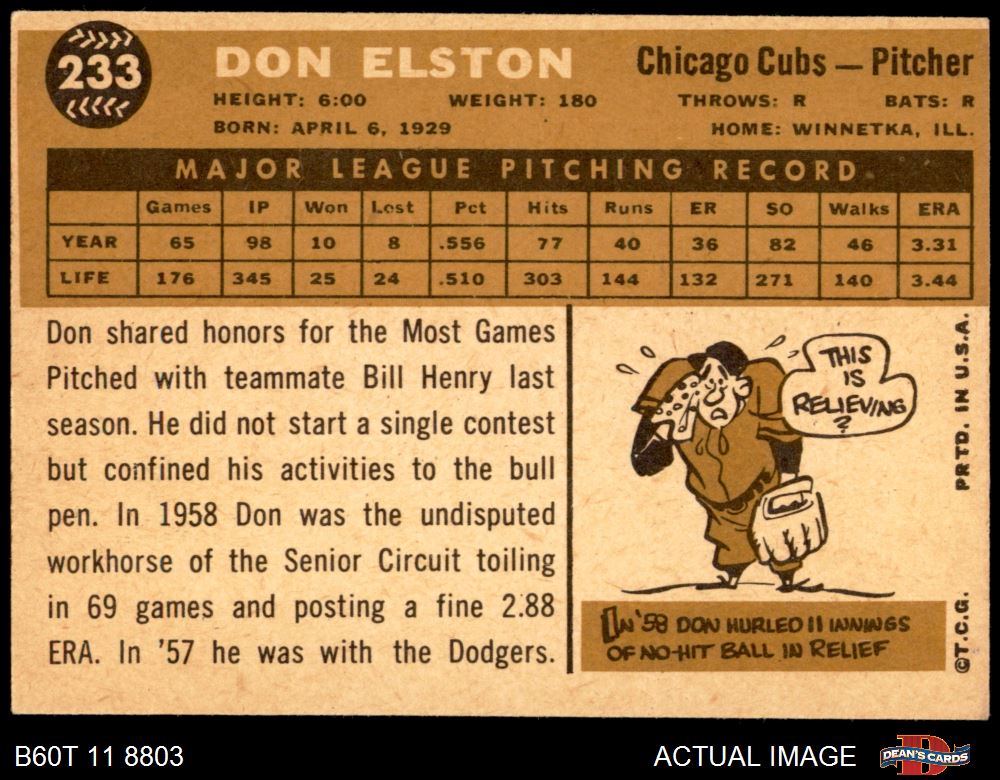 233
DON ELSTON
Chicago Cubs — Pitcher
HEIGHT: 6:00 WEIGHT: 180 THROWS: R BATS: R
BORN: APRIL 6, 1929 HOME: WINNETKA, ILL.
MAJOR LEAGUE PITCHING RECORD
Games IP Won Lost Pct Hits Runs ER SO Walks ERA
YEAR 65 98 10 8 .556 77 40 36 82 46 3.31
LIFE 176 345 25 24 .510 303 144 132 271 140 3.44
Don shared honors for the Most Games
Pitched with teammate Bill Henry last
season. He did not start a single contest
but confined his activities to the bull
pen. In 1958 Don was the undisputed
workhorse of the Senior Circuit toiling
in 69 games and posting a fine 2.88
ERA. In '57 he was with the Dodgers.
THIS
IS
RELIEVING
?
IN '58 DON HURLED 11 INNINGS
OF NO-HIT BALL IN RELIEF
PRTD. IN U.S.A.
©T.C.G.
B60T 11 8803
ACTUAL IMAGE
DEAN'S CARDS